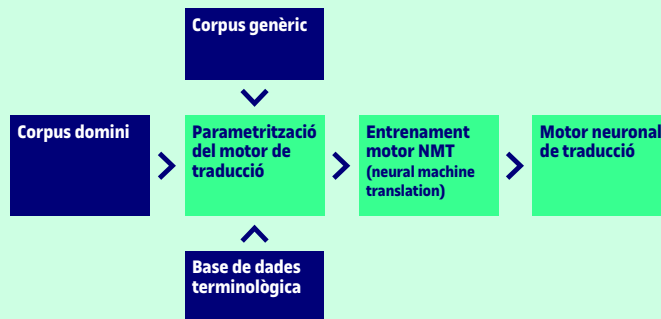 Corpus genèric
Corpus domini
Parametrització
del motor de
traducció
Entrenament
motor NMT
(neural machine
translation)
Motor neuronal
de traducció
Base de dades
terminològica